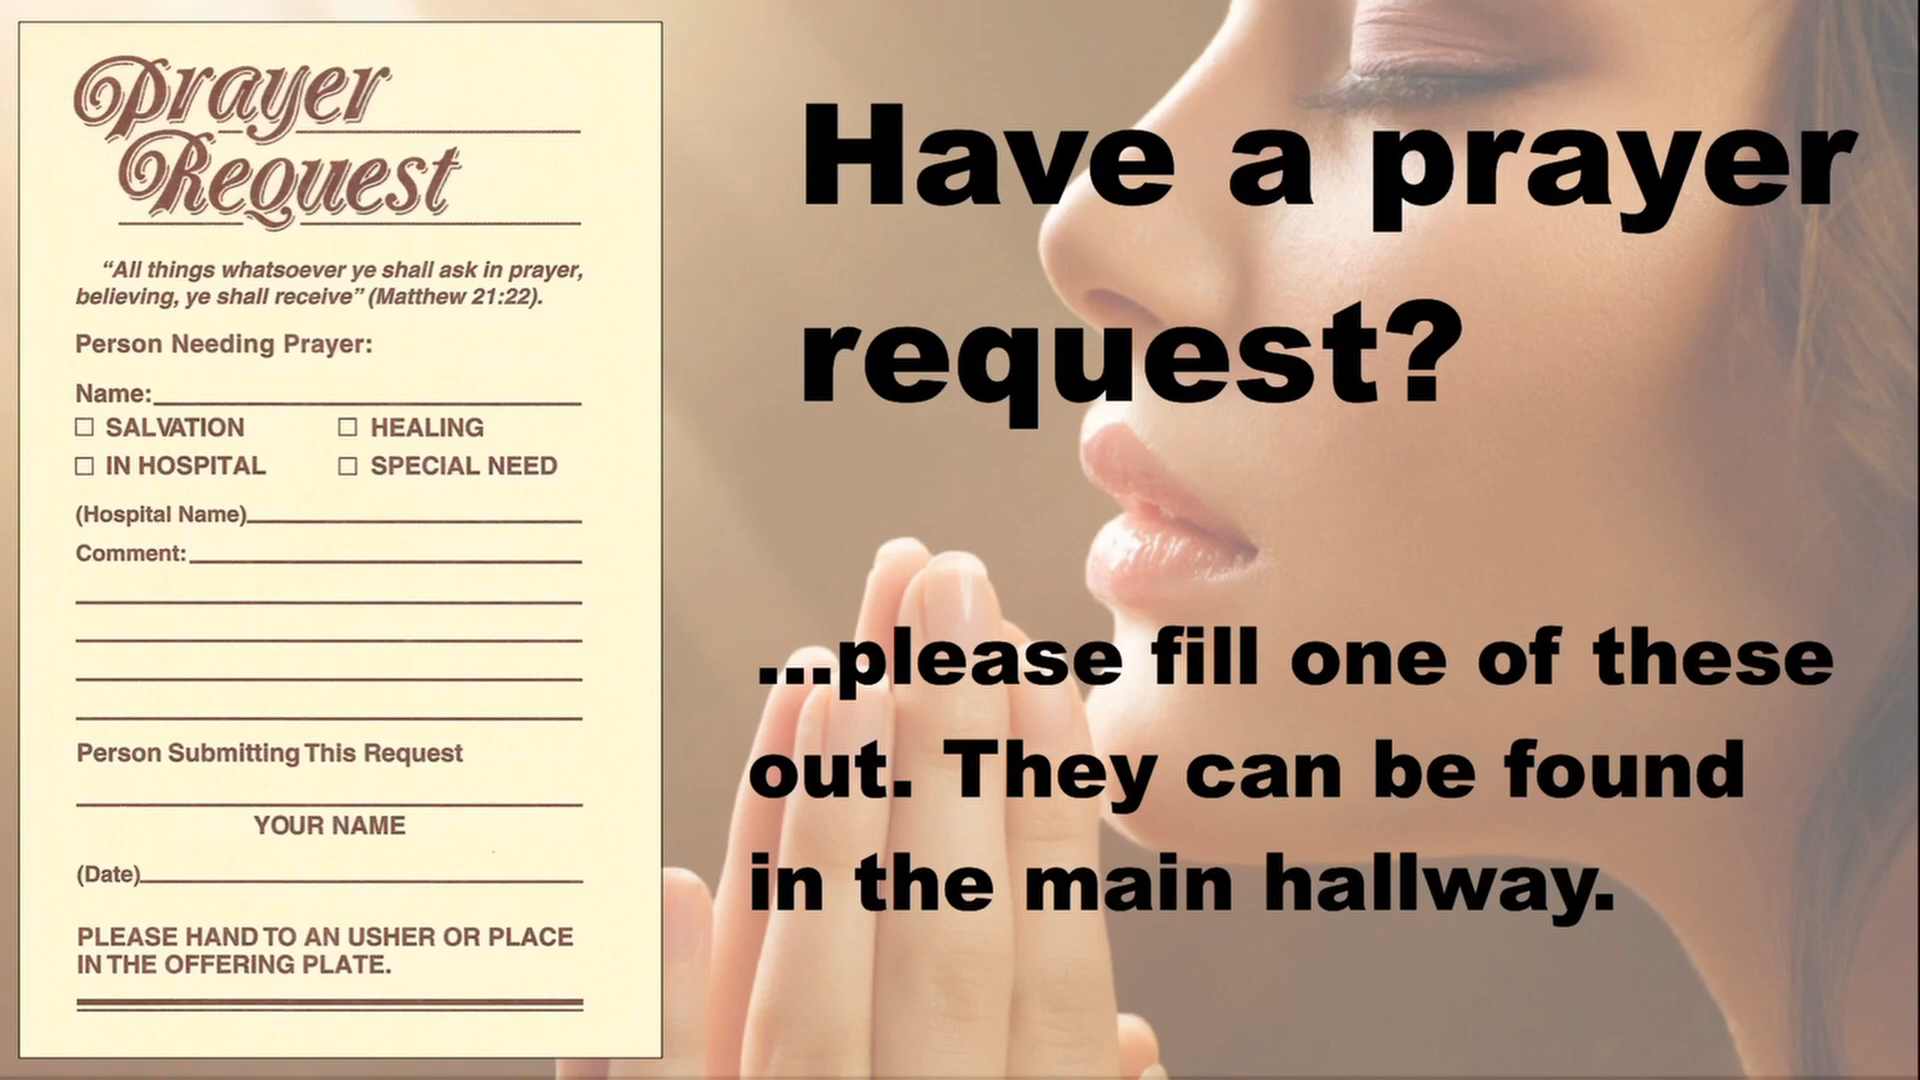 Prayer
Request
“All things whatsoever ye shall ask in prayer,
believing, ye shall receive” (Matthew 21:22).
Person Needing Prayer:
Name:
SALVATION
HEALING
IN HOSPITAL
SPECIAL NEED
(Hospital Name)
Comment:
Person Submitting This Request
YOUR NAME
(Date)
PLEASE HAND TO AN USHER OR PLACE
IN THE OFFERING PLATE.
Have a prayer
request?
...please fill one of these
out. They can be found
in the main hallway.